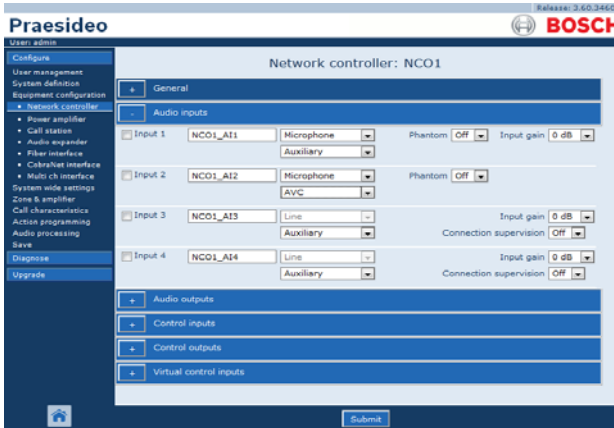 Release: 3.60.3460
Praesideo
BOSCH
User: admin
Configure
User management
System definition
Equipment configuration
• Network controller
• Power amplifier
• Call station
• Audio expander
• Fiber interface
• CobraNet interface
• Multi ch interface
System wide settings
Zone & amplifier
Call characteristics
Action programming
Audio processing
Save
Diagnose
Upgrade
Network controller: NCO1
+ General
- Audio inputs
Input 1 NCO1_AI1 Microphone Phantom Off Input gain 0 dB
Auxiliary
Input 2 NCO1_AI2 Microphone Phantom Off
AVC
Input 3 NCO1_AI3 Line Input gain 0 dB
Auxiliary Connection supervision Off
Input 4 NCO1_AI4 Line Input gain 0 dB
Auxiliary Connection supervision Off
+ Audio outputs
+ Control inputs
+ Control outputs
+ Virtual control inputs
Submit